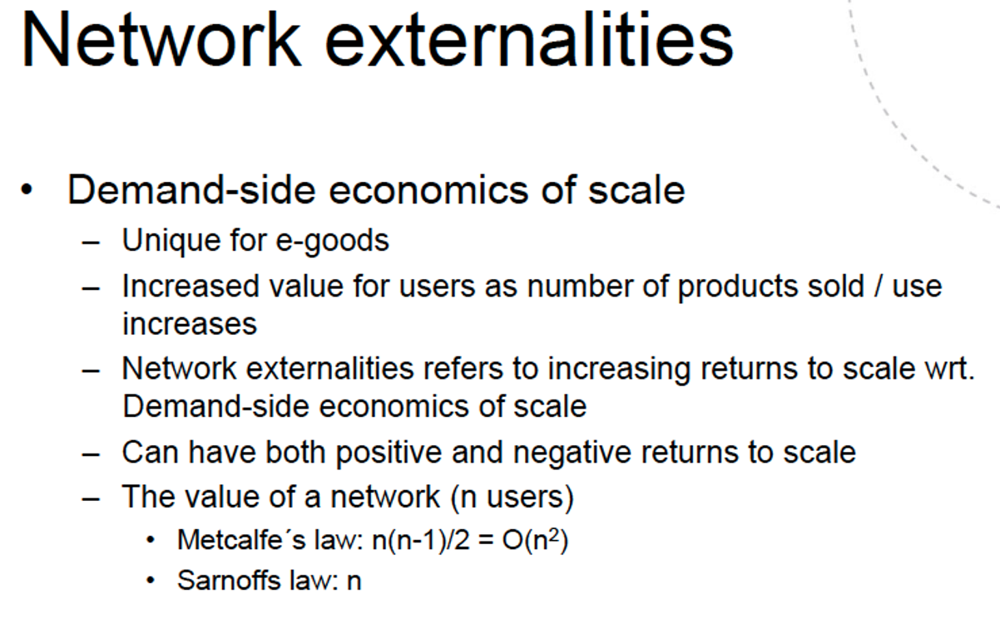 Network externalities
• Demand-side economics of scale
– Unique for e-goods
– Increased value for users as number of products sold / use
increases
– Network externalities refers to increasing returns to scale wrt.
Demand-side economics of scale
– Can have both positive and negative returns to scale
– The value of a network (n users)
• Metcalfe´s law: n(n-1)/2 = O(n²)
• Sarnoffs law: n